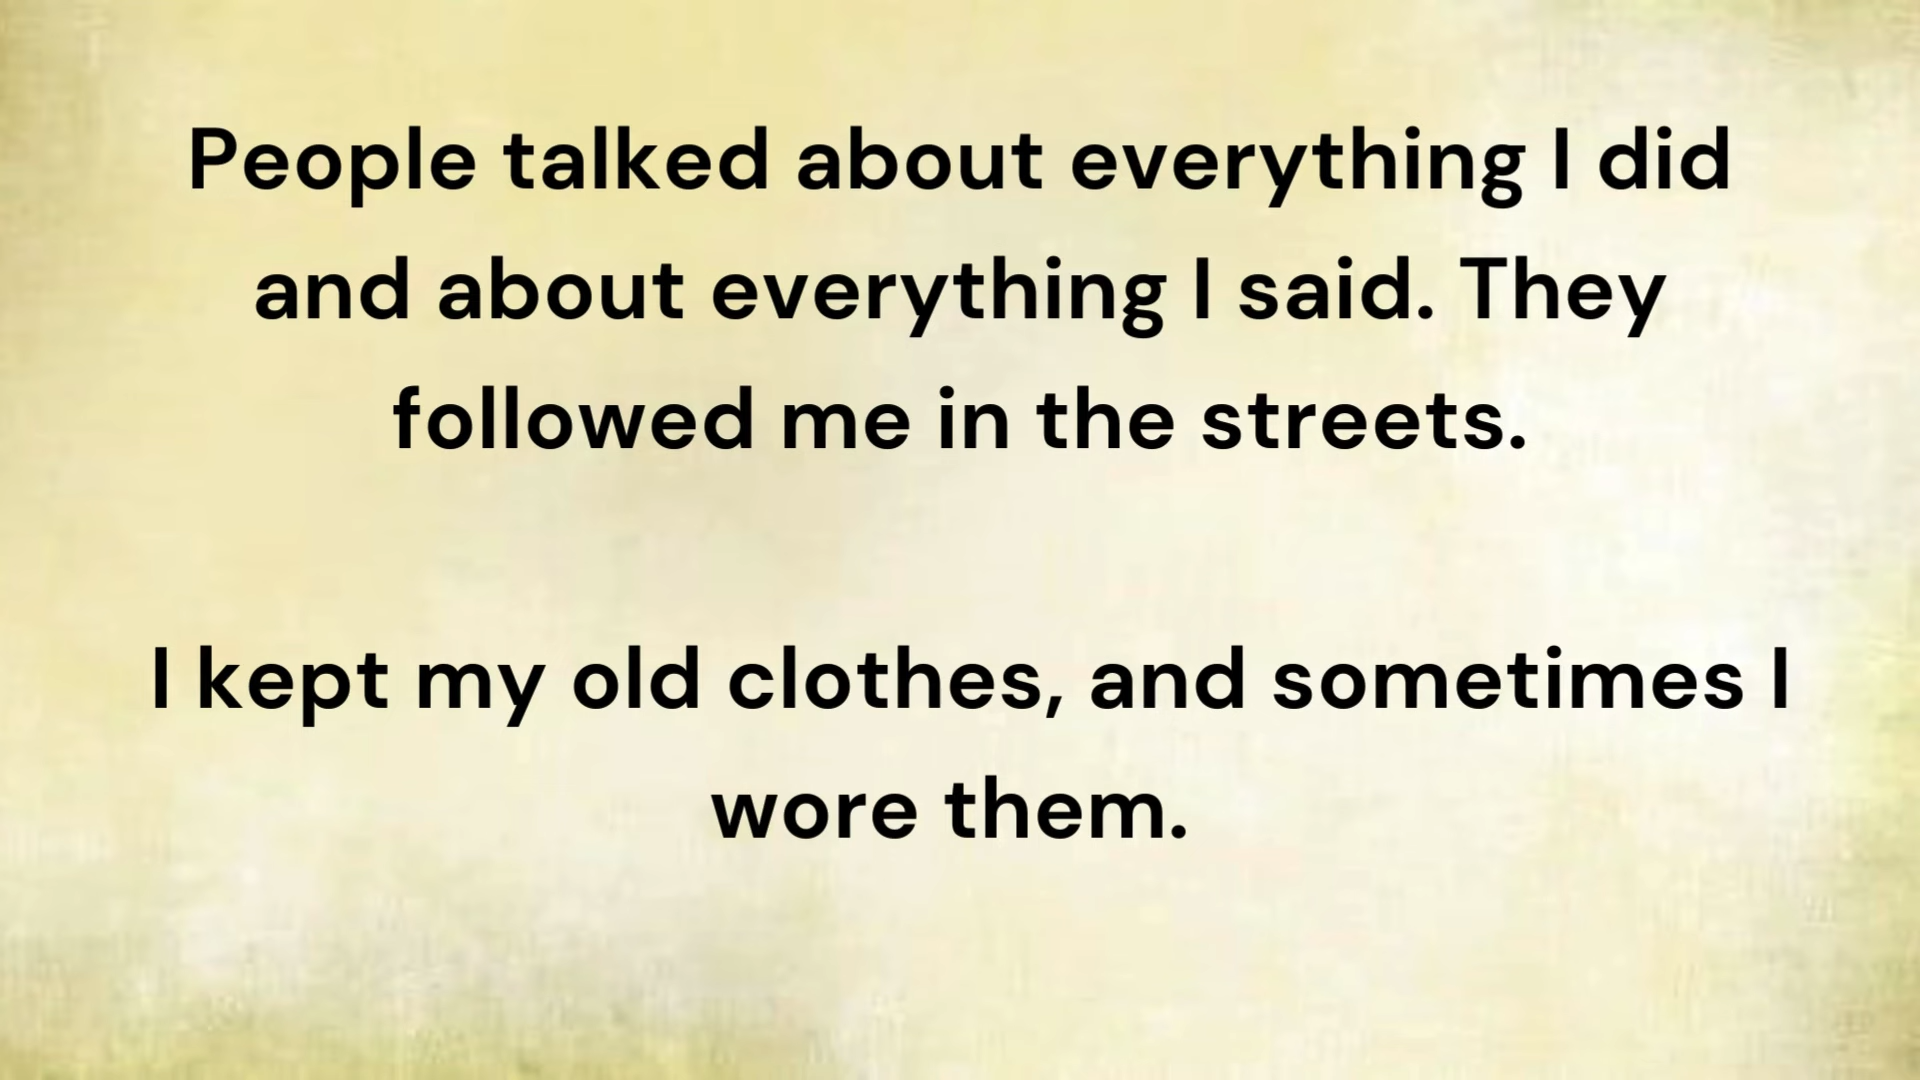 People talked about everything I did
and about everything I said. They
followed me in the streets.
I kept my old clothes, and sometimes I
wore them.